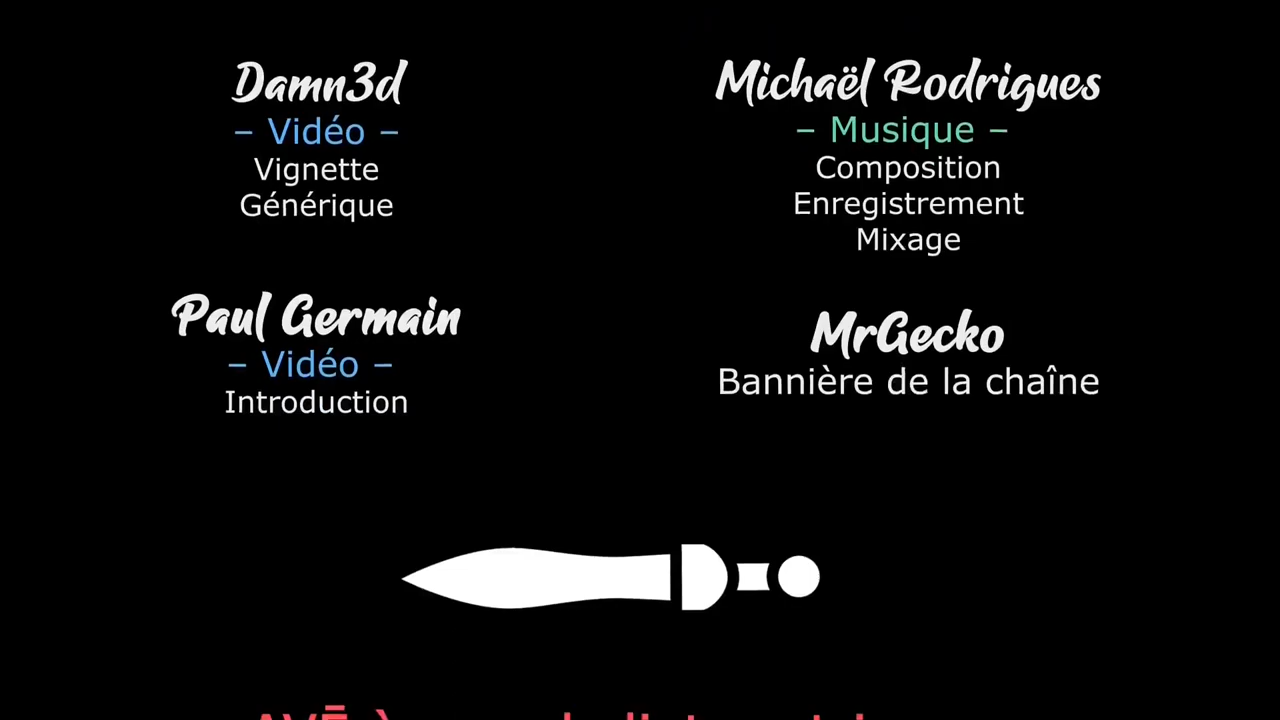 Damn3d
– Vidéo –
Vignette
Générique
Michaël Rodrigues
– Musique –
Composition
Enregistrement
Mixage
Paul Germain
– Vidéo –
Introduction
MrGecko
Bannière de la chaîne
AVĒ à